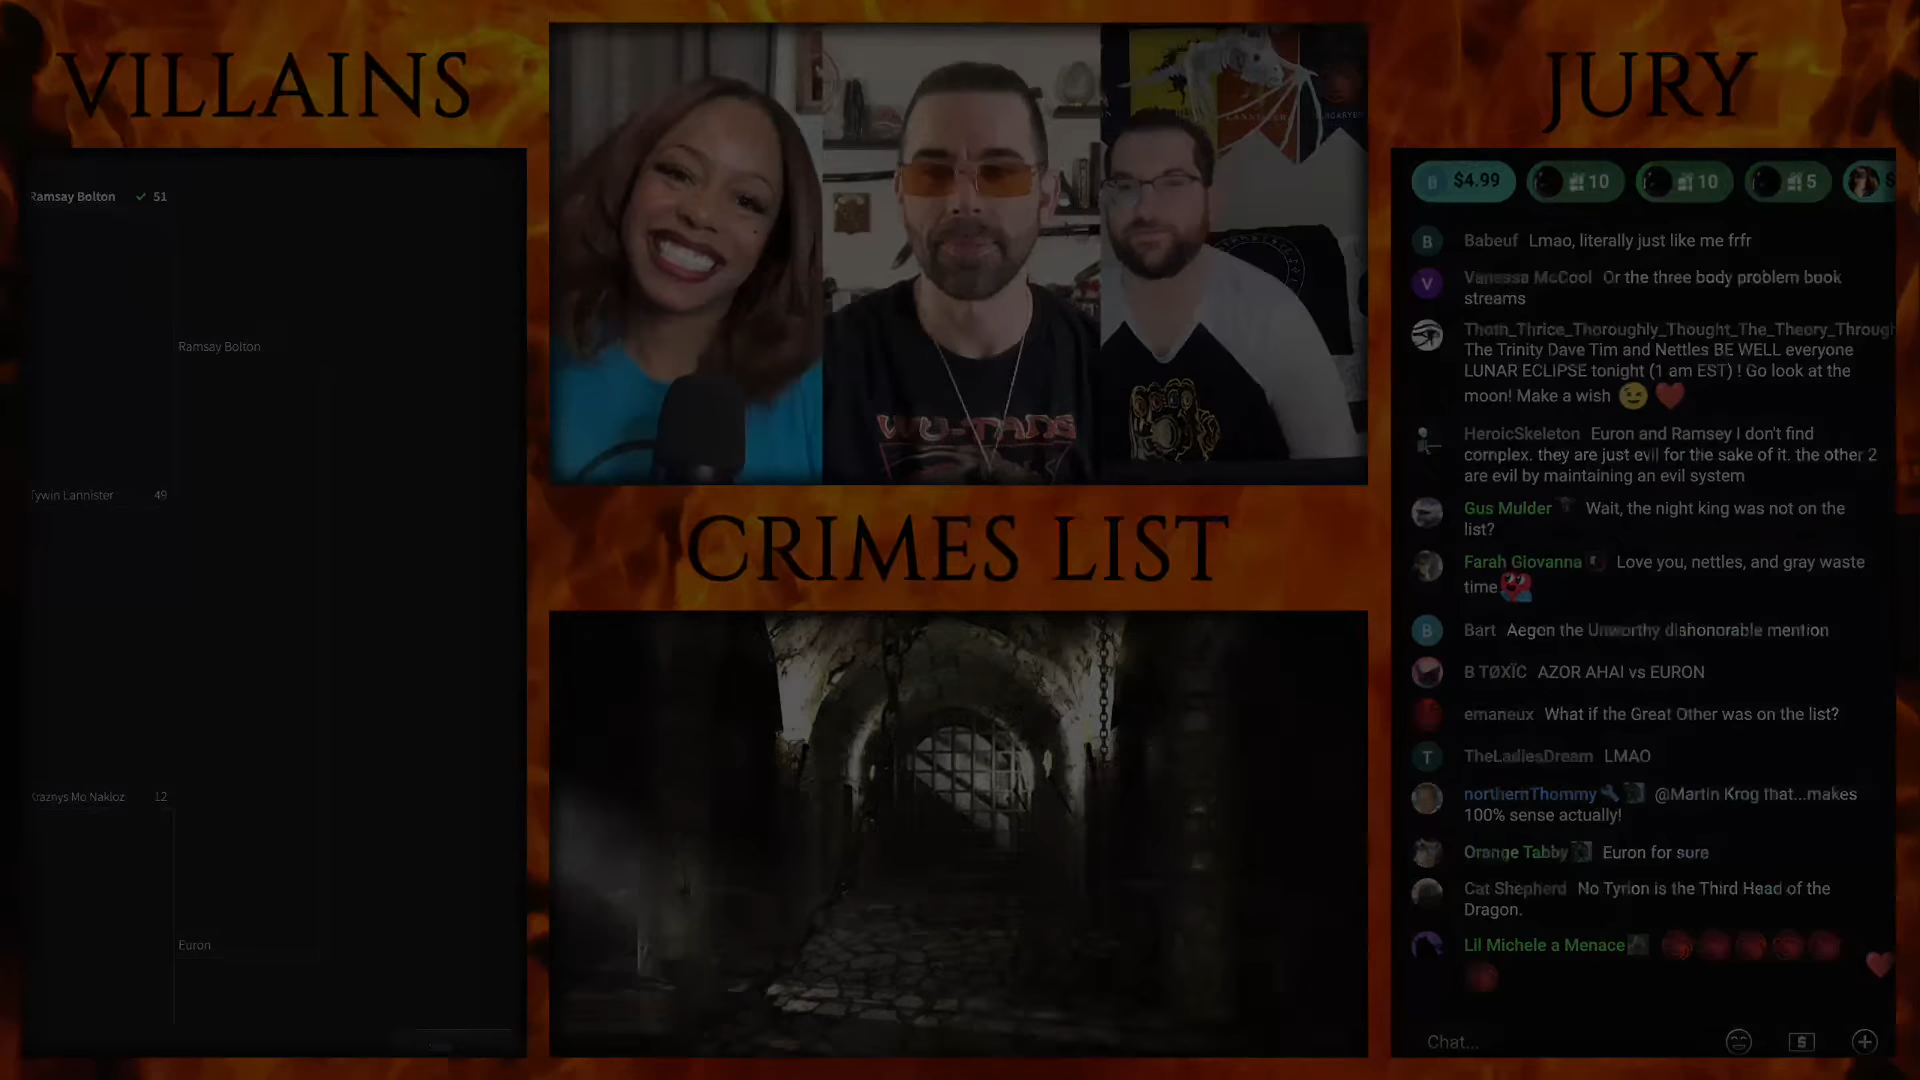 VILLAINS
Ramsay Bolton ✓ 51
Ramsay Bolton
Tywin Lannister 49
Kraznys Mo Nakloz 12
Euron
LANNISTER
WU-TANG
CRIMES LIST
JURY
B $4.99 10 10 5
B Babeuf Lmao, literally just like me frfr
V Vanessa McCool Or the three body problem book
streams
Thoth_Thrice_Thoroughly_Thought_The_Theory_Through
The Trinity Dave Tim and Nettles BE WELL everyone
LUNAR ECLIPSE tonight (1 am EST) ! Go look at the
moon! Make a wish 😉 ❤️
HeroicSkeleton Euron and Ramsey I don't find
complex. they are just evil for the sake of it. the other 2
are evil by maintaining an evil system
Gus Mulder Wait, the night king was not on the
list?
Farah Giovanna Love you, nettles, and gray waste
time
B Bart Aegon the Unworthy dishonorable mention
B TØXÏC AZOR AHAI vs EURON
emaneux What if the Great Other was on the list?
T TheLadiesDream LMAO
northernThommy @Martin Krog that...makes
100% sense actually!
Orange Tabby Euron for sure
Cat Shepherd No Tyrion is the Third Head of the
Dragon.
Lil Michele a Menace
Chat...